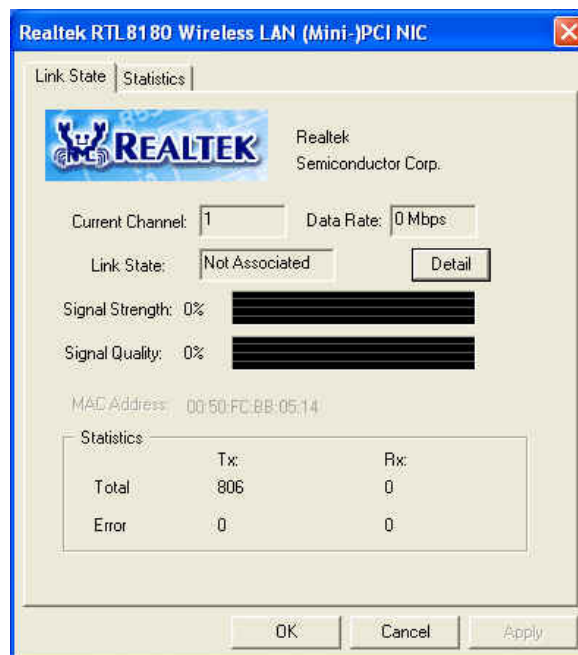 Realtek RTL8180 Wireless LAN (Mini-)PCI NIC
Link State Statistics
REALTEK
Realtek
Semiconductor Corp.
Current Channel: 1 Data Rate: 0 Mbps
Link State: Not Associated Detail
Signal Strength: 0%
Signal Quality: 0%
MAC Address: 00:50:FC:BB:05:14
Statistics
Tx: Rx:
Total 806 0
Error 0 0
OK Cancel Apply